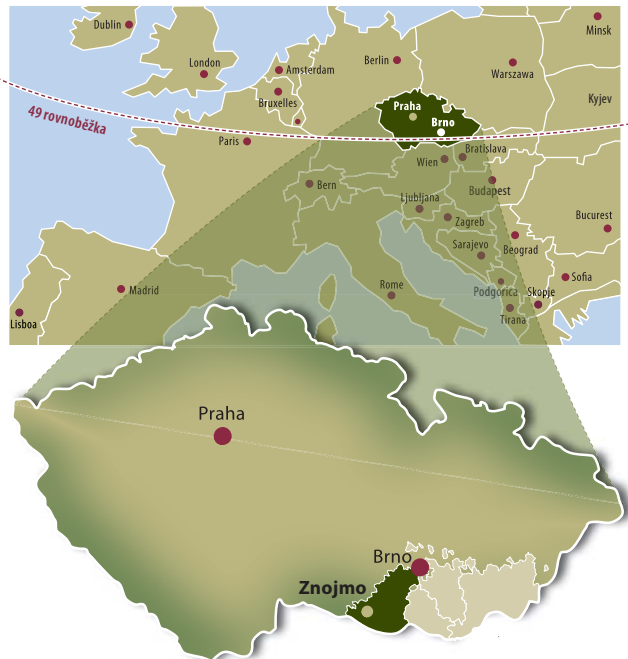 Dublin
Minsk
London
Amsterdam
Berlin
Warszawa
Bruxelles
Kyjev
Praha
49 rovnoběžka
Brno
Paris
Bratislava
Wien
Bern
Budapest
Ljubljana
Zagreb
Bucurest
Sarajevo
Beograd
Sofia
Madrid
Rome
Podgorica
Skopje
Lisboa
Tirana
Praha
Brno
Znojmo